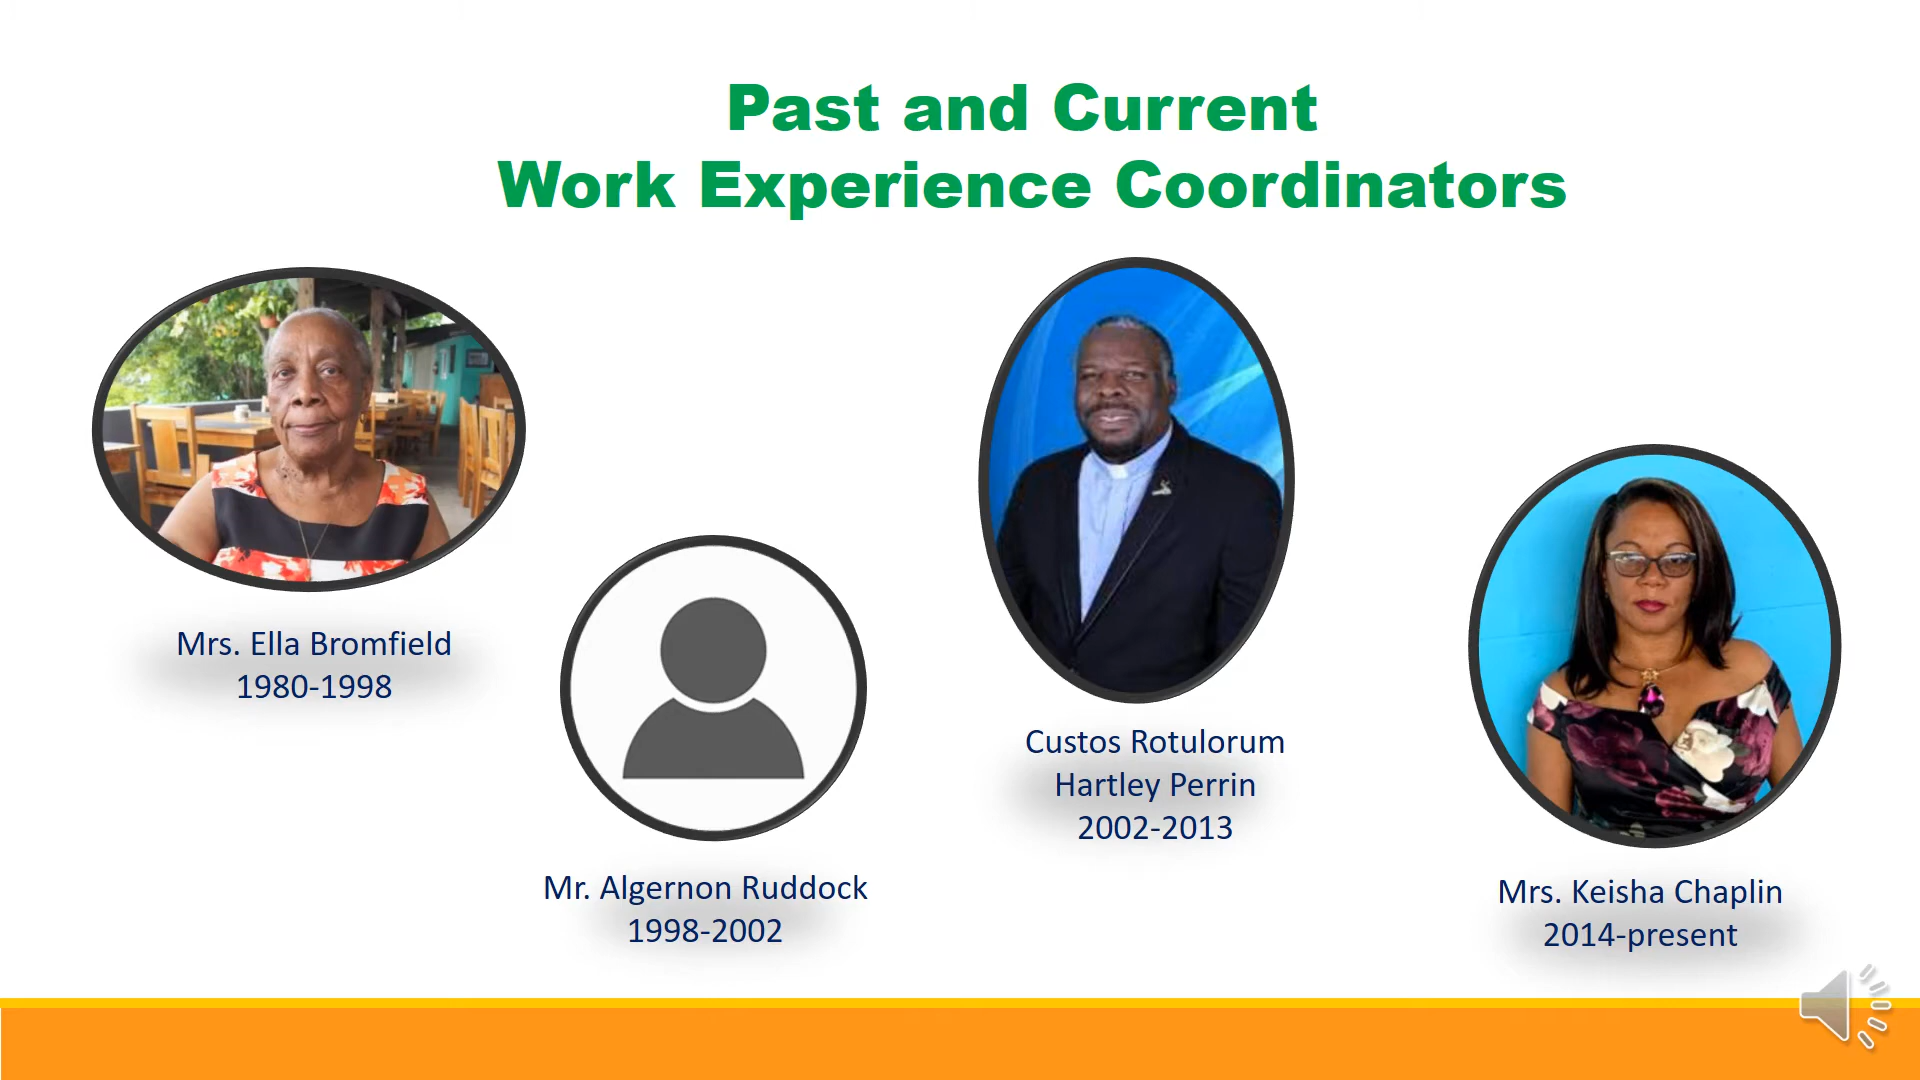 Past and Current
Work Experience Coordinators
Mrs. Ella Bromfield
1980-1998
Mr. Algernon Ruddock
1998-2002
Custos Rotulorum
Hartley Perrin
2002-2013
Mrs. Keisha Chaplin
2014-present